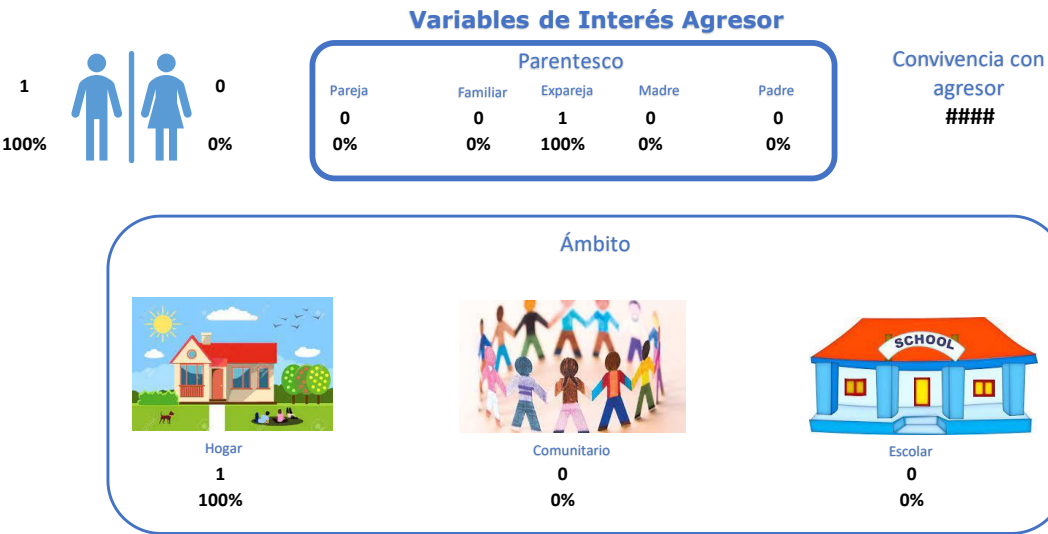 Variables de Interés Agresor
1
0
100%
0%
Parentesco
Pareja Familiar Expareja Madre Padre
0 0 1 0 0
0% 0% 100% 0% 0%
Convivencia con
agresor
####
Ámbito
SCHOOL
Hogar Comunitario Escolar
1 0 0
100% 0% 0%